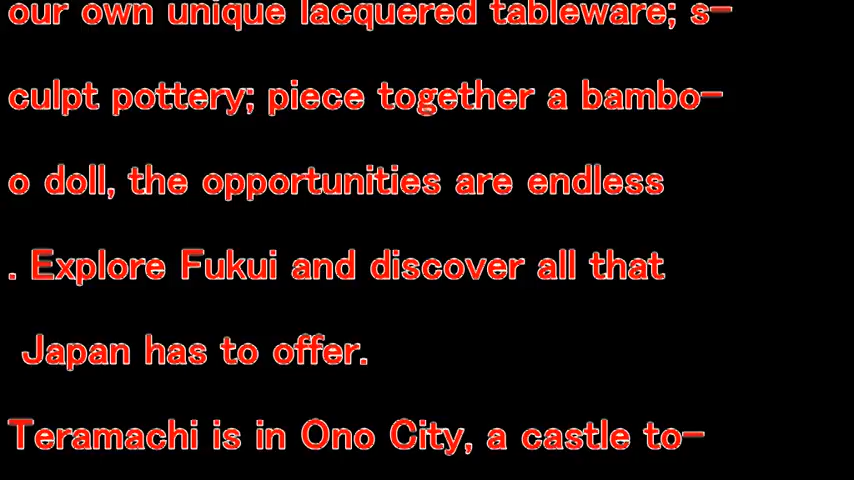 our own unique lacquered tableware; s-
culpt pottery; piece together a bambo-
o doll, the opportunities are endless
. Explore Fukui and discover all that
Japan has to offer.
Teramachi is in Ono City, a castle to-